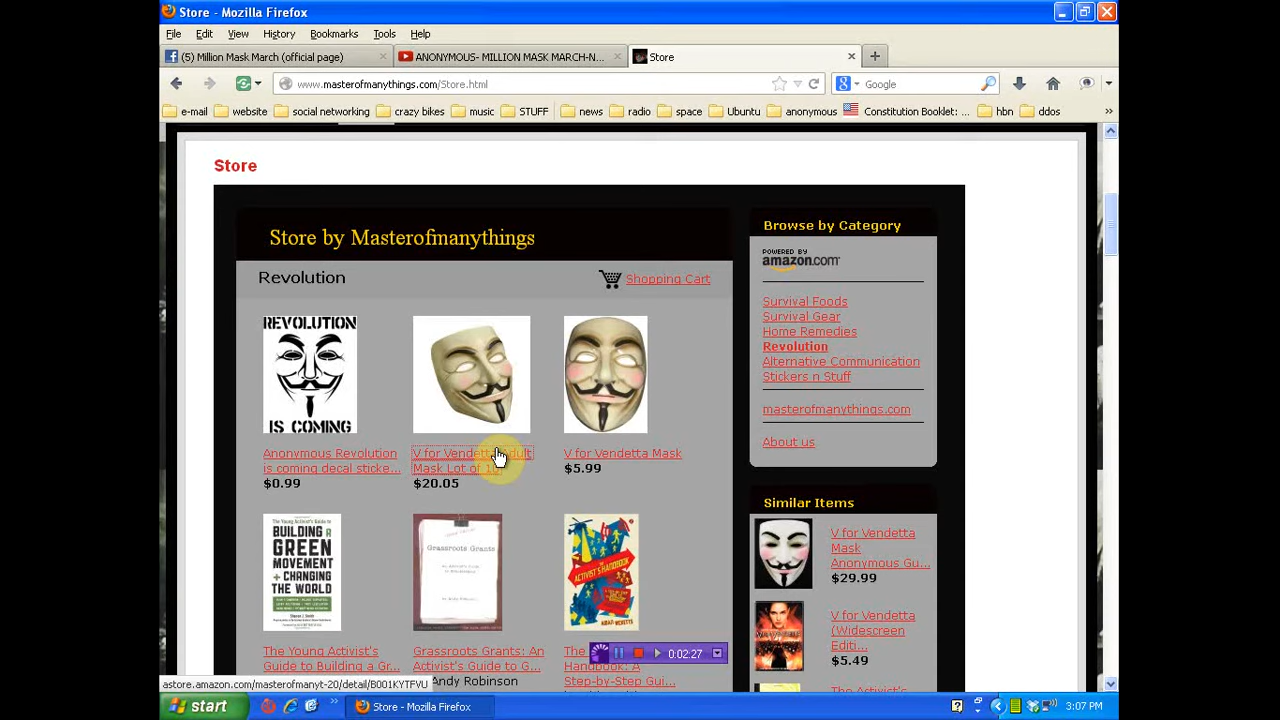 Store - Mozilla Firefox
File Edit View History Bookmarks Tools Help
(5) Million Mask March (official page)
ANONYMOUS- MILLION MASK MARCH-N...
Store
www.masterofmanythings.com/Store.html
Google
e-mail website social networking crazy bikes music STUFF news radio space Ubuntu anonymous Constitution Booklet: ... hbn ddos
Store
Store by Masterofmanythings
Revolution
Shopping Cart
REVOLUTION
IS COMING
Anonymous Revolution
is coming decal sticke...
$0.99
V for Vendetta Adult
Mask Lot of
$20.05
V for Vendetta Mask
$5.99
The Young Activist's Guide to
BUILDING A
GREEN
MOVEMENT
+ CHANGING
THE WORLD
The Young Activist's
Guide to Building a Gr...
Grassroots Grants
Grassroots Grants: An
Activist's Guide to G...
Andy Robinson
THE
ACTIVIST'S
HANDBOOK
The
Handbook: A
Step-by-Step Gui...
Browse by Category
POWERED BY
amazon.com
Survival Foods
Survival Gear
Home Remedies
Revolution
Alternative Communication
Stickers n Stuff
masterofmanythings.com
About us
Similar Items
V for Vendetta
Mask
Anonymous Gu...
$29.99
V for Vendetta
(Widescreen
Editi...
$5.49
The Activist's
0:02:27
astore.amazon.com/masterofmanyt-20/detail/B001KYTFVU
start
Store - Mozilla Firefox
3:07 PM